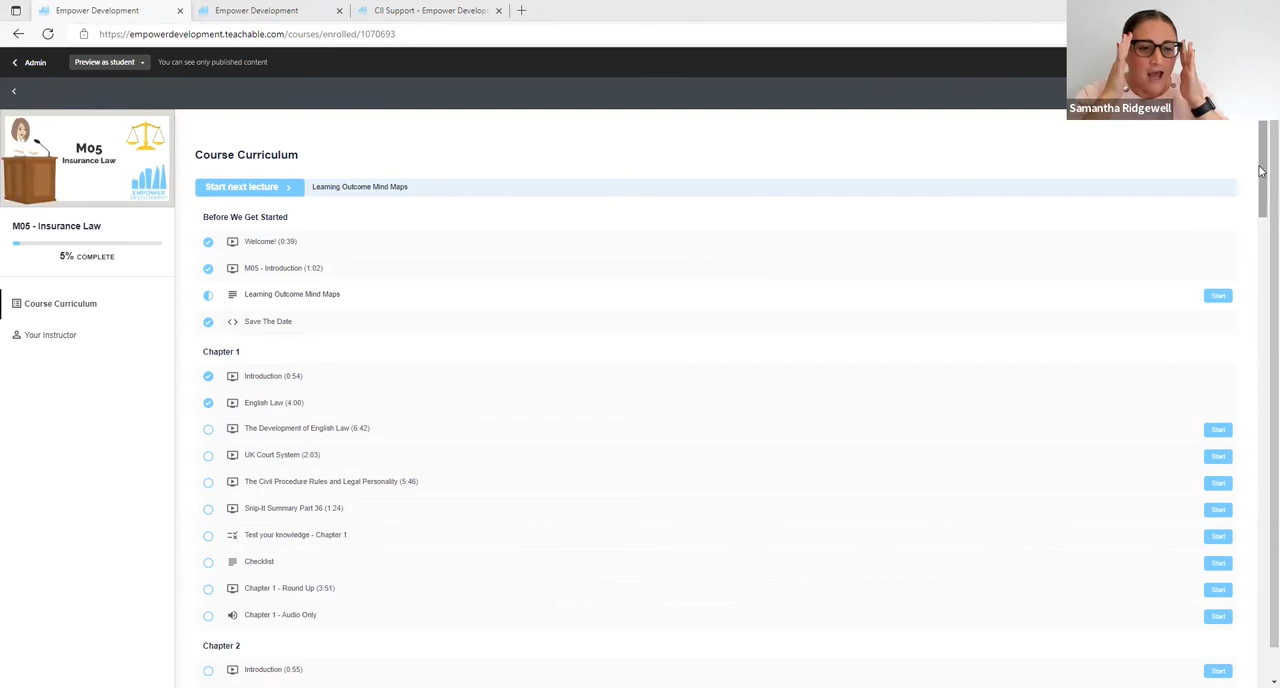 Empower Development
Empower Development
CII Support - Empower Develop
https://empowerdevelopment.teachable.com/courses/enrolled/1070693
Admin
Preview as student
You can see only published content
Samantha Ridgewell
M05
Insurance Law
EMPOWER
DEVELOPMENT
M05 - Insurance Law
5% COMPLETE
Course Curriculum
Your Instructor
Course Curriculum
Start next lecture
Learning Outcome Mind Maps
Before We Get Started
Welcome! (0:39)
M05 - Introduction (1:02)
Learning Outcome Mind Maps
Start
Save The Date
Chapter 1
Introduction (0:54)
English Law (4:00)
The Development of English Law (6:42)
Start
UK Court System (2:03)
Start
The Civil Procedure Rules and Legal Personality (5:46)
Start
Snip-It Summary Part 36 (1:24)
Start
Test your knowledge - Chapter 1
Start
Checklist
Start
Chapter 1 - Round Up (3:51)
Start
Chapter 1 - Audio Only
Start
Chapter 2
Introduction (0:55)
Start